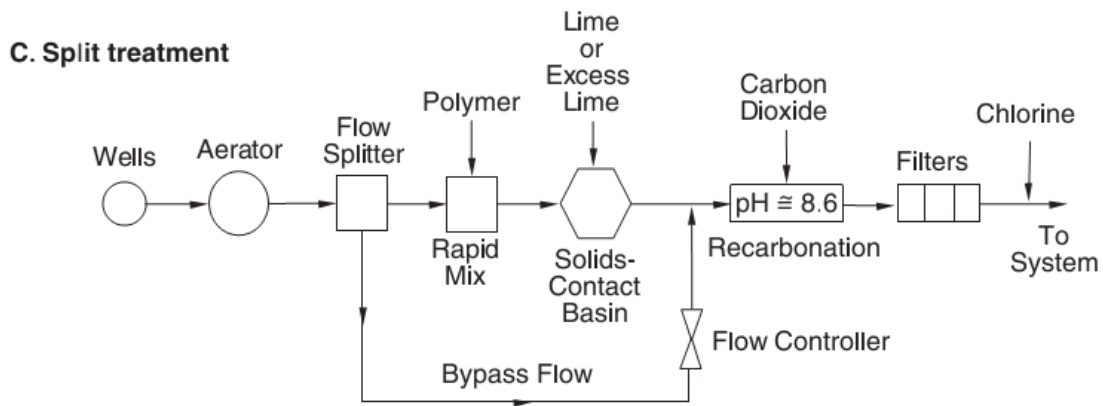 C. Split treatment
Wells
Aerator
Flow
Splitter
Polymer
Rapid
Mix
Lime
or
Excess
Lime
Solids-
Contact
Basin
Carbon
Dioxide
pH ≅ 8.6
Recarbonation
Filters
Chlorine
To
System
Bypass Flow
Flow Controller